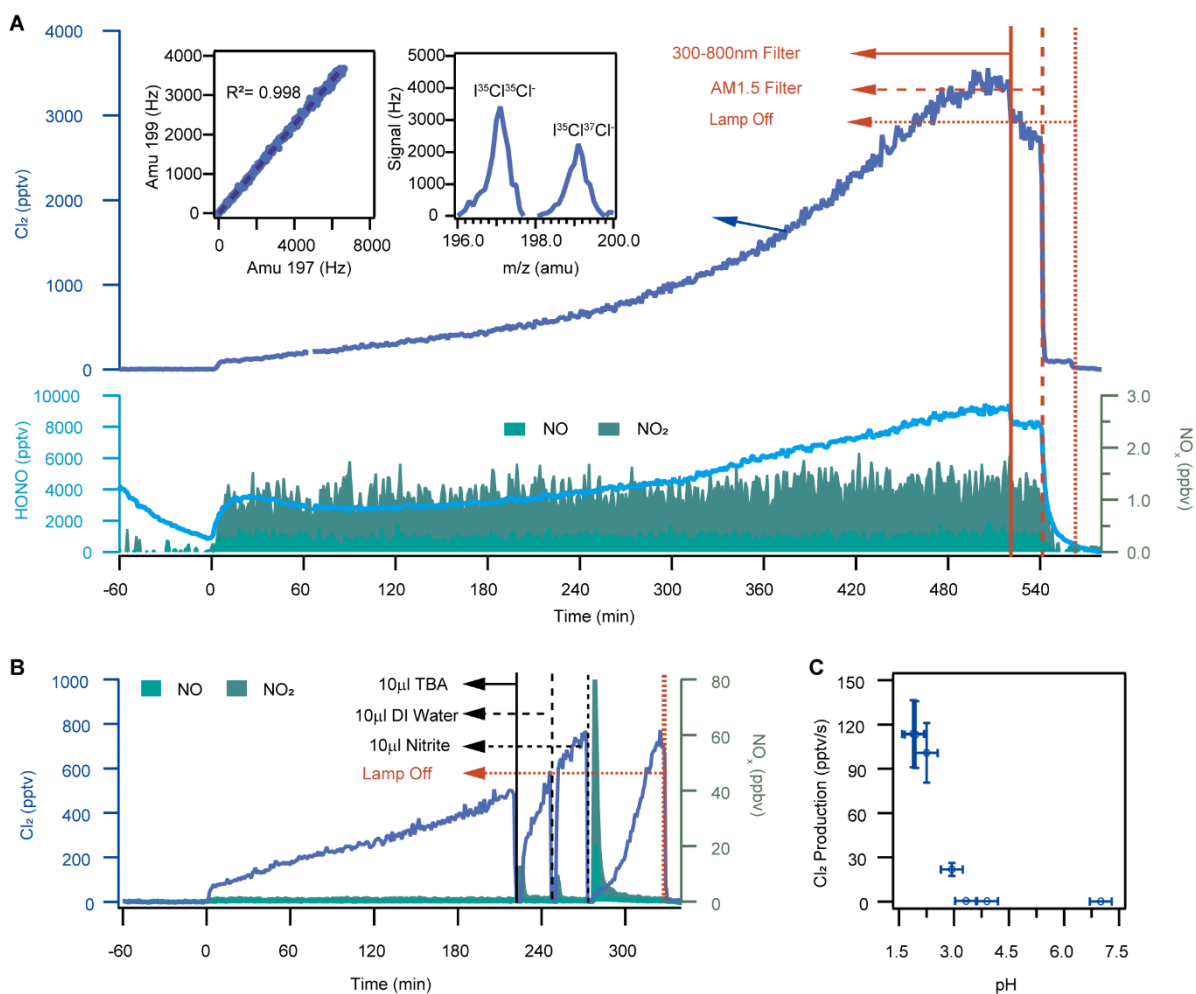 A
4000
3000
2000
1000
0
Cl₂ (pptv)
4000
3000
2000
1000
0
Amu 199 (Hz)
R²= 0.998
0
4000
8000
Amu 197 (Hz)
5000
4000
3000
2000
1000
0
Signal (Hz)
I³⁵Cl³⁵Cl⁻
I³⁵Cl³⁷Cl⁻
196.0
198.0
200.0
m/z (amu)
300-800nm Filter
AM1.5 Filter
Lamp Off
10000
8000
6000
4000
2000
0
HONO (pptv)
NO
NO₂
3.0
2.0
1.0
0.0
NOₓ (ppbv)
-60
0
60
120
180
240
300
360
420
480
540
Time (min)
B
NO
NO₂
1000
800
600
400
200
0
Cl₂ (pptv)
10μl TBA
10μl DI Water
10μl Nitrite
Lamp Off
80
60
40
20
0
NOₓ (ppbv)
-60
0
60
120
180
240
300
Time (min)
C
150
120
90
60
30
0
Cl₂ Production (pptv/s)
1.5
3.0
4.5
6.0
7.5
pH